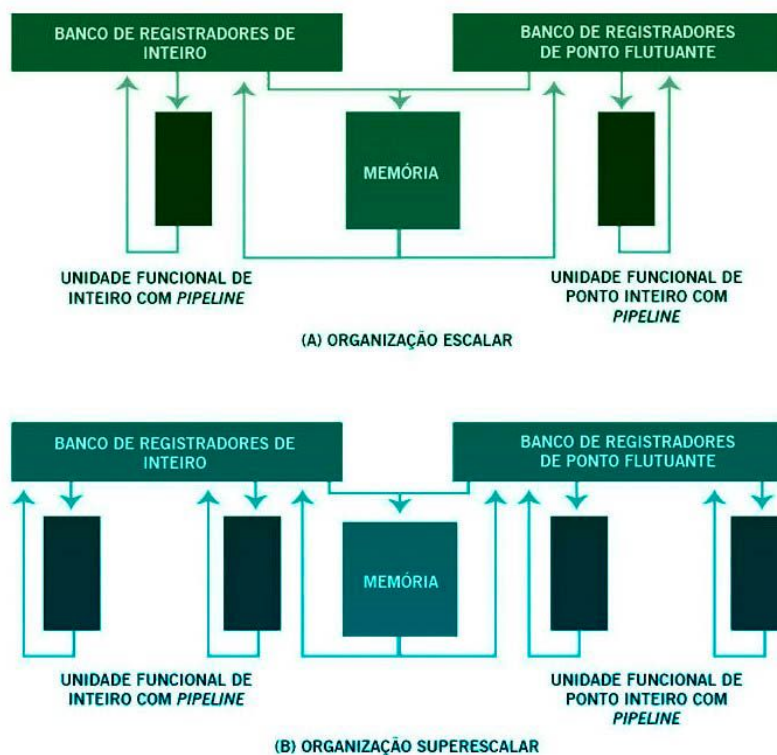 BANCO DE REGISTRADORES DE
INTEIRO
BANCO DE REGISTRADORES
DE PONTO FLUTUANTE
MEMÓRIA
UNIDADE FUNCIONAL DE
INTEIRO COM PIPELINE
UNIDADE FUNCIONAL DE
PONTO INTEIRO COM
PIPELINE
(A) ORGANIZAÇÃO ESCALAR
BANCO DE REGISTRADORES DE
INTEIRO
BANCO DE REGISTRADORES
DE PONTO FLUTUANTE
MEMÓRIA
UNIDADE FUNCIONAL DE
INTEIRO COM PIPELINE
UNIDADE FUNCIONAL DE
PONTO INTEIRO COM
PIPELINE
(B) ORGANIZAÇÃO SUPERESCALAR